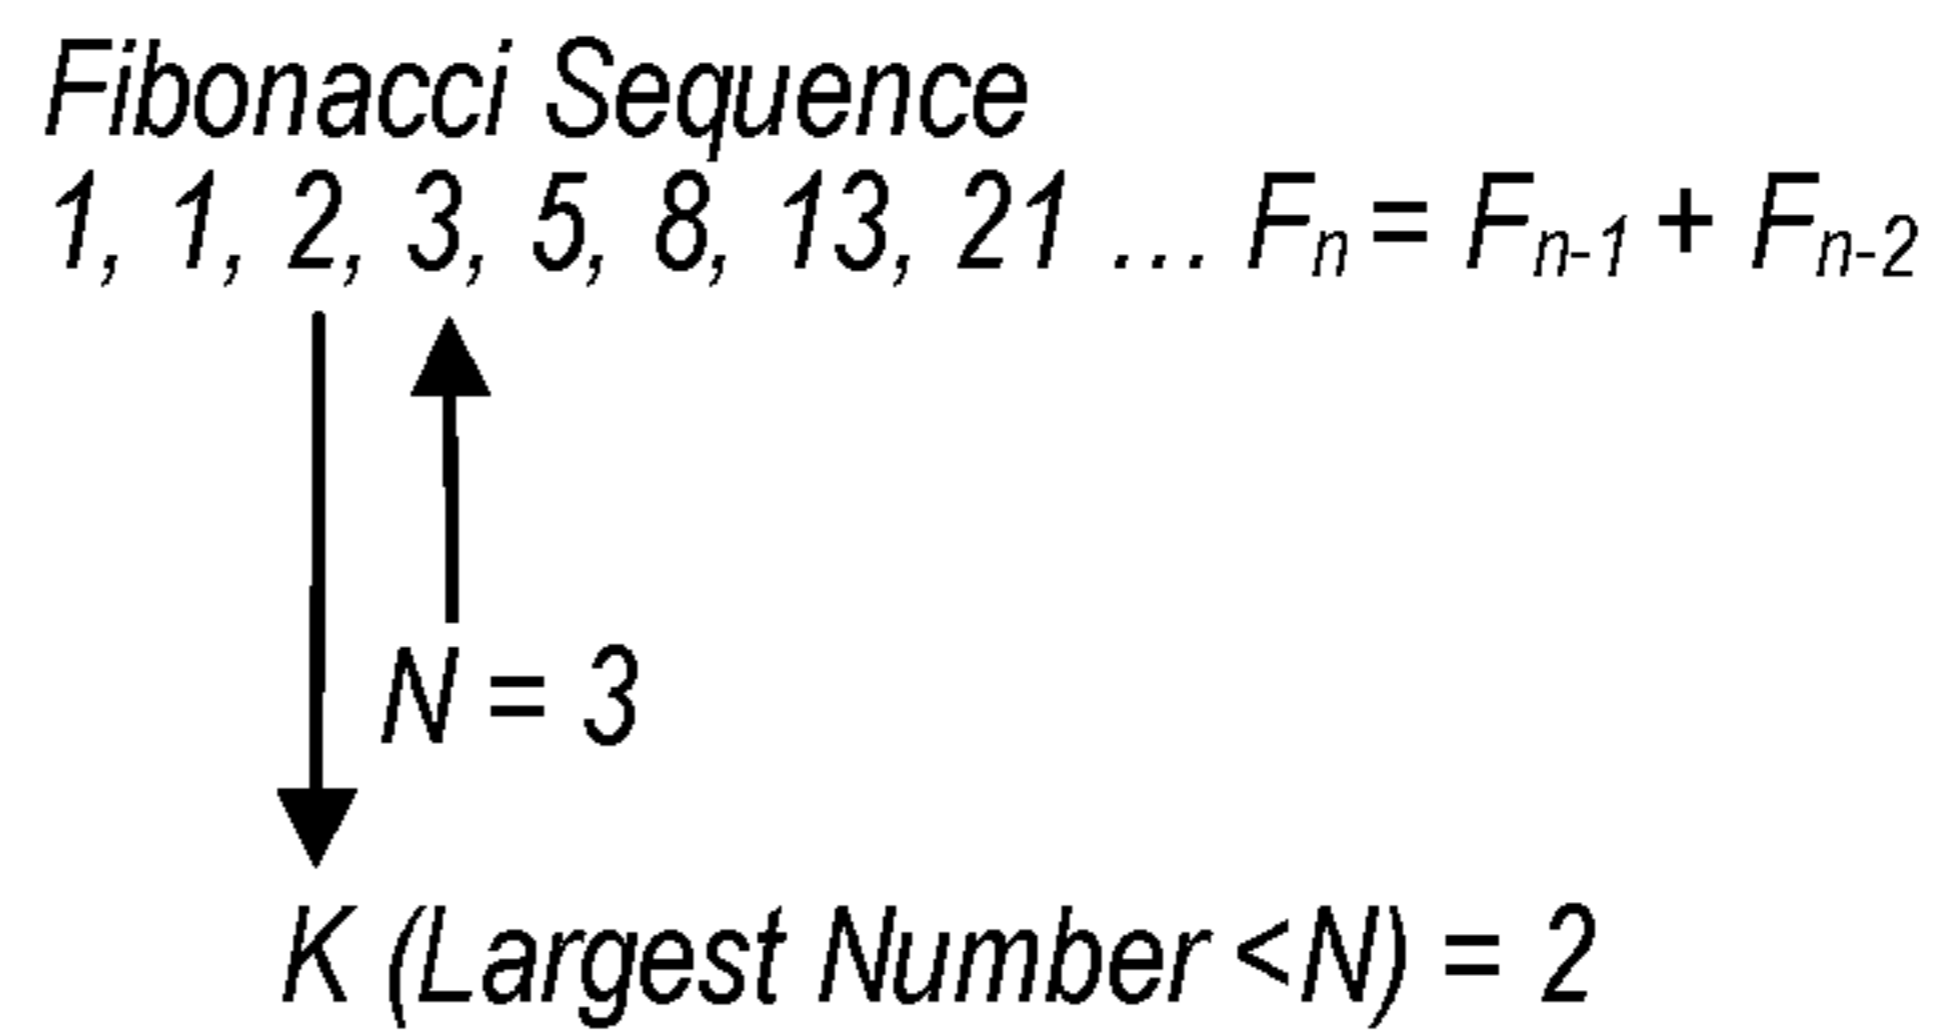 Fibonacci Sequence
1, 1, 2, 3, 5, 8, 13, 21 ... Fn = Fn-1 + Fn-2
N = 3
K (Largest Number <N) = 2